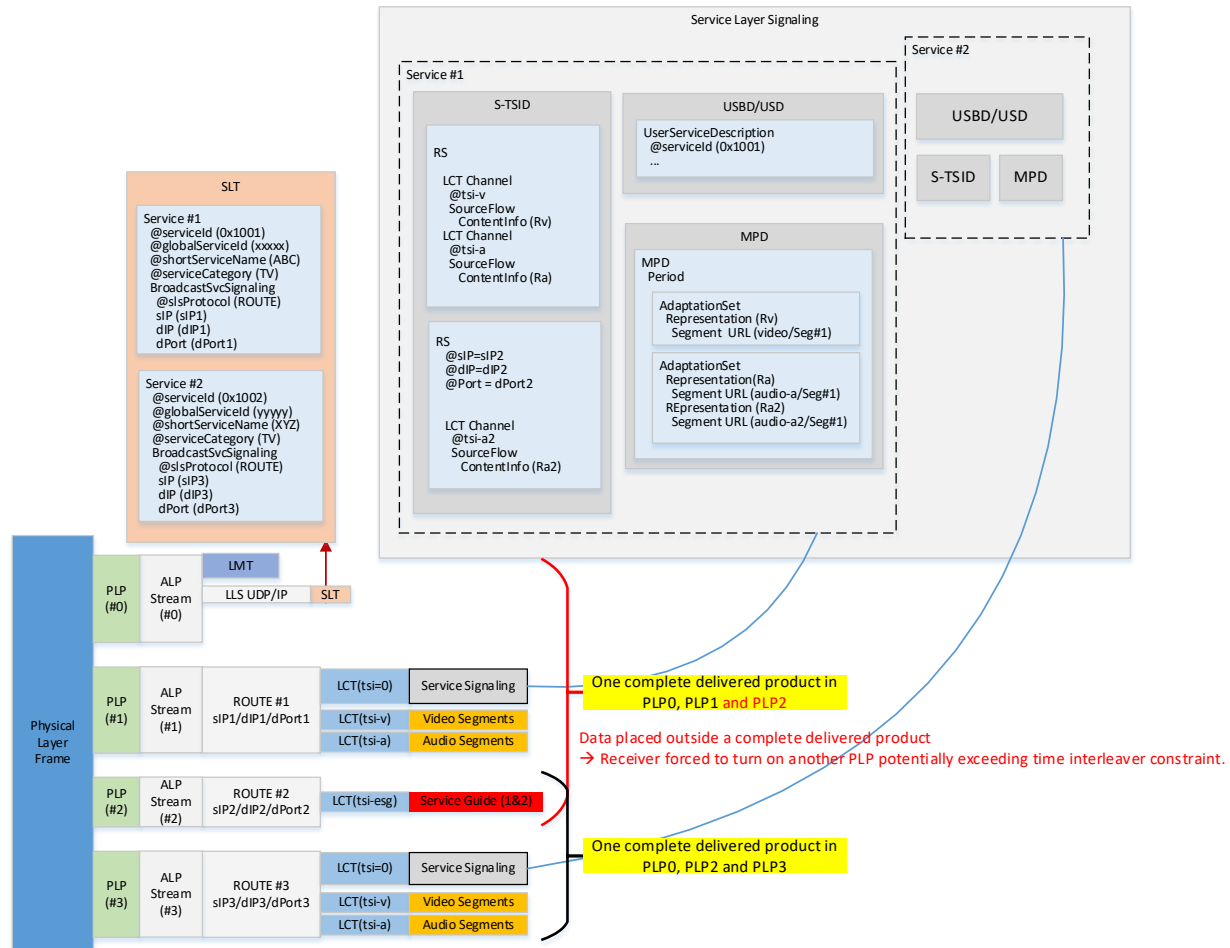 Service Layer Signaling
Service #1
S-TSID
RS
LCT Channel
@tsi-v
SourceFlow
ContentInfo (Rv)
LCT Channel
@tsi-a
SourceFlow
ContentInfo (Ra)
RS
@sIP=sIP2
@dIP=dIP2
@Port = dPort2
LCT Channel
@tsi-a2
SourceFlow
ContentInfo (Ra2)
USBD/USD
UserServiceDescription
@serviceId (0x1001)
...
MPD
MPD
Period
AdaptationSet
Representation (Rv)
Segment URL (video/Seg#1)
AdaptationSet
Representation(Ra)
Segment URL (audio-a/Seg#1)
REpresentation (Ra2)
Segment URL (audio-a2/Seg#1)
Service #2
USBD/USD
S-TSID
MPD
SLT
Service #1
@serviceId (0x1001)
@globalServiceId (xxxxx)
@shortServiceName (ABC)
@serviceCategory (TV)
BroadcastSvcSignaling
@slsProtocol (ROUTE)
sIP (sIP1)
dIP (dIP1)
dPort (dPort1)
Service #2
@serviceId (0x1002)
@globalServiceId (yyyyy)
@shortServiceName (XYZ)
@serviceCategory (TV)
BroadcastSvcSignaling
@slsProtocol (ROUTE)
sIP (sIP3)
dIP (dIP3)
dPort (dPort3)
Physical
Layer
Frame
PLP
(#0)
ALP
Stream
(#0)
LMT
LLS UDP/IP
SLT
PLP
(#1)
ALP
Stream
(#1)
ROUTE #1
sIP1/dIP1/dPort1
LCT(tsi=0)
Service Signaling
LCT(tsi-v)
Video Segments
LCT(tsi-a)
Audio Segments
One complete delivered product in
PLP0, PLP1 and PLP2
Data placed outside a complete delivered product
→ Receiver forced to turn on another PLP potentially exceeding time interleaver constraint.
PLP
(#2)
ALP
Stream
(#2)
ROUTE #2
sIP2/dIP2/dPort2
LCT(tsi-esg)
Service Guide (1&2)
PLP
(#3)
ALP
Stream
(#3)
ROUTE #3
sIP3/dIP3/dPort3
LCT(tsi=0)
Service Signaling
LCT(tsi-v)
Video Segments
LCT(tsi-a)
Audio Segments
One complete delivered product in
PLP0, PLP2 and PLP3